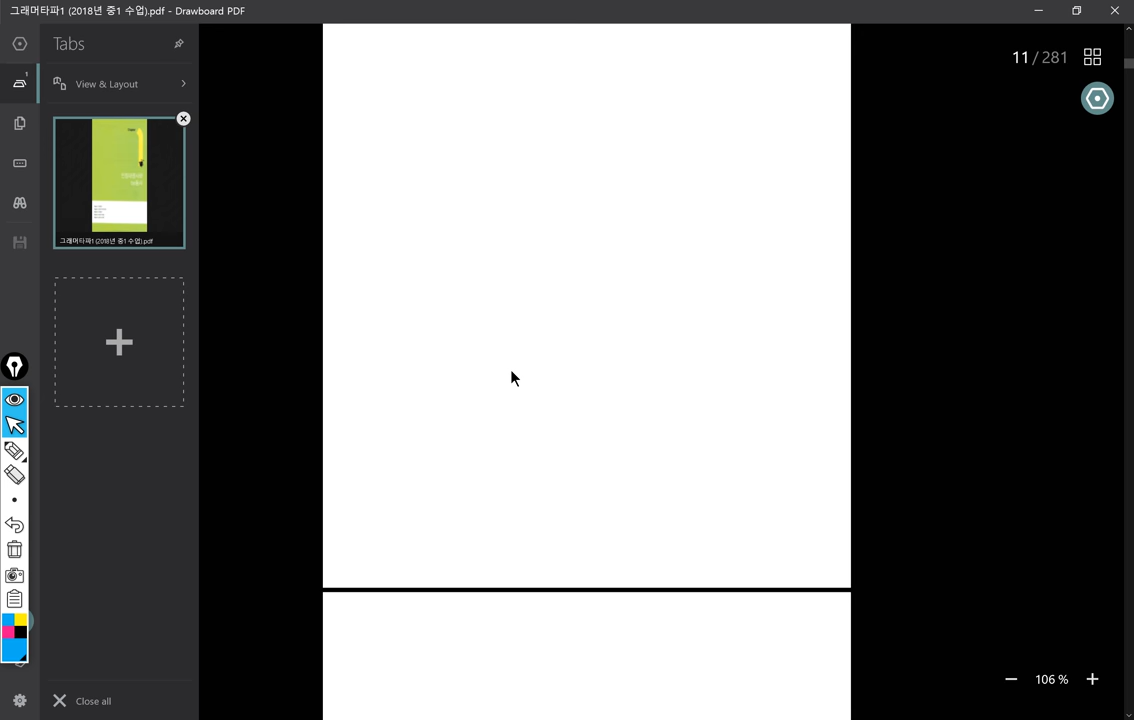 그래머타파1 (2018년 중1 수업).pdf - Drawboard PDF
Tabs
11 / 281
1
View & Layout
그래머타파1 (2018년 중1 수업).pdf
106 %
Close all